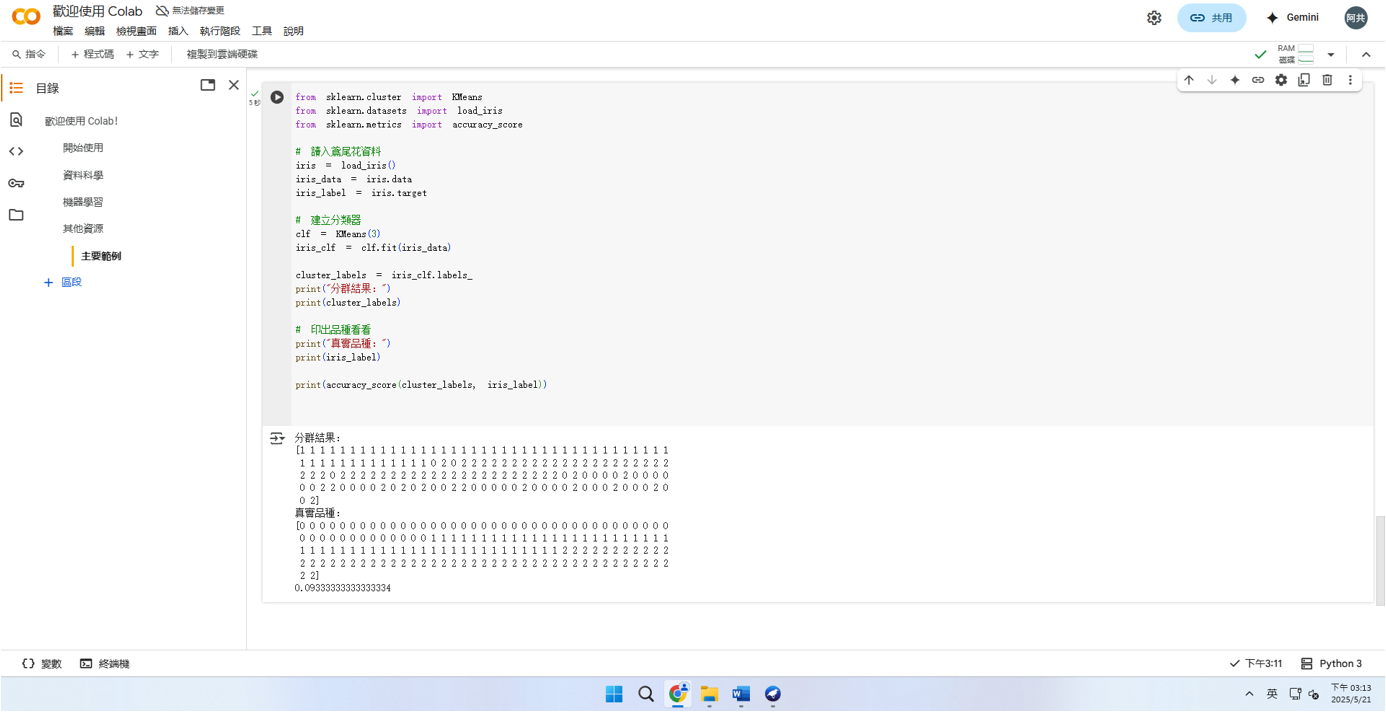 歡迎使用 Colab 無法儲存變更
檔案 編輯 檢視畫面 插入 執行階段 工具 說明
共用 Gemini 阿共
指令 + 程式碼 + 文字 複製到雲端硬碟
RAM
磁碟
目錄
歡迎使用 Colab!
開始使用
資料科學
機器學習
其他資源
主要範例
+ 區段
5 秒
from sklearn.cluster import KMeans
from sklearn.datasets import load_iris
from sklearn.metrics import accuracy_score
# 讀入鳶尾花資料
iris = load_iris()
iris_data = iris.data
iris_label = iris.target
# 建立分類器
clf = KMeans(3)
iris_clf = clf.fit(iris_data)
cluster_labels = iris_clf.labels_
print("分群結果：")
print(cluster_labels)
# 印出品種看看
print("真實品種：")
print(iris_label)
print(accuracy_score(cluster_labels, iris_label))
分群結果：
[1 1 1 1 1 1 1 1 1 1 1 1 1 1 1 1 1 1 1 1 1 1 1 1 1 1 1 1 1 1 1 1 1 1 1 1 1
1 1 1 1 1 1 1 1 1 1 1 1 1 0 2 0 2 2 2 2 2 2 2 2 2 2 2 2 2 2 2 2 2 2 2 2 2
2 2 2 0 2 2 2 2 2 2 2 2 2 2 2 2 2 2 2 2 2 2 2 2 2 2 0 2 0 0 0 0 2 0 0 0 0
0 0 2 2 0 0 0 0 2 0 2 0 2 0 0 2 2 0 0 0 0 0 2 0 0 0 0 2 0 0 0 2 0 0 0 2 0
0 2]
真實品種：
[0 0 0 0 0 0 0 0 0 0 0 0 0 0 0 0 0 0 0 0 0 0 0 0 0 0 0 0 0 0 0 0 0 0 0 0 0
0 0 0 0 0 0 0 0 0 0 0 0 0 1 1 1 1 1 1 1 1 1 1 1 1 1 1 1 1 1 1 1 1 1 1 1 1
1 1 1 1 1 1 1 1 1 1 1 1 1 1 1 1 1 1 1 1 1 1 1 1 1 1 2 2 2 2 2 2 2 2 2 2 2
2 2 2 2 2 2 2 2 2 2 2 2 2 2 2 2 2 2 2 2 2 2 2 2 2 2 2 2 2 2 2 2 2 2 2 2 2
2 2]
0.09333333333333334
變數 終端機
下午3:11 Python 3
英
下午 03:13
2025/5/21